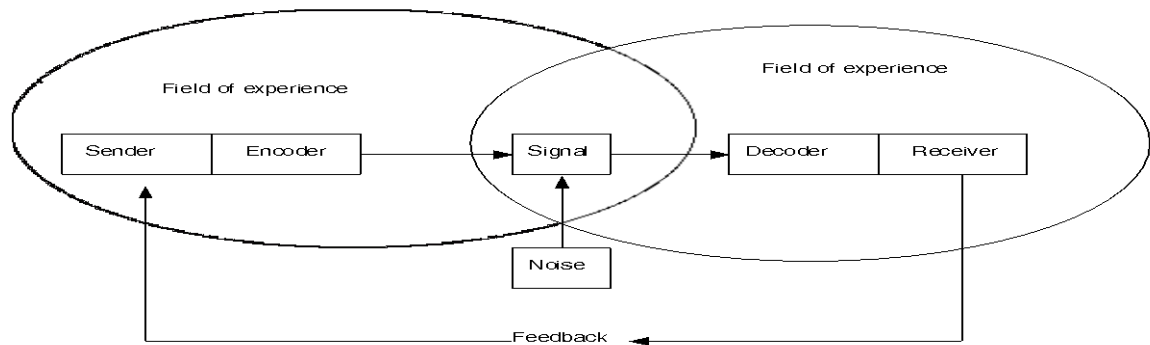 Field of experience
Field of experience
Sender
Encoder
Signal
Decoder
Receiver
Noise
Feedback